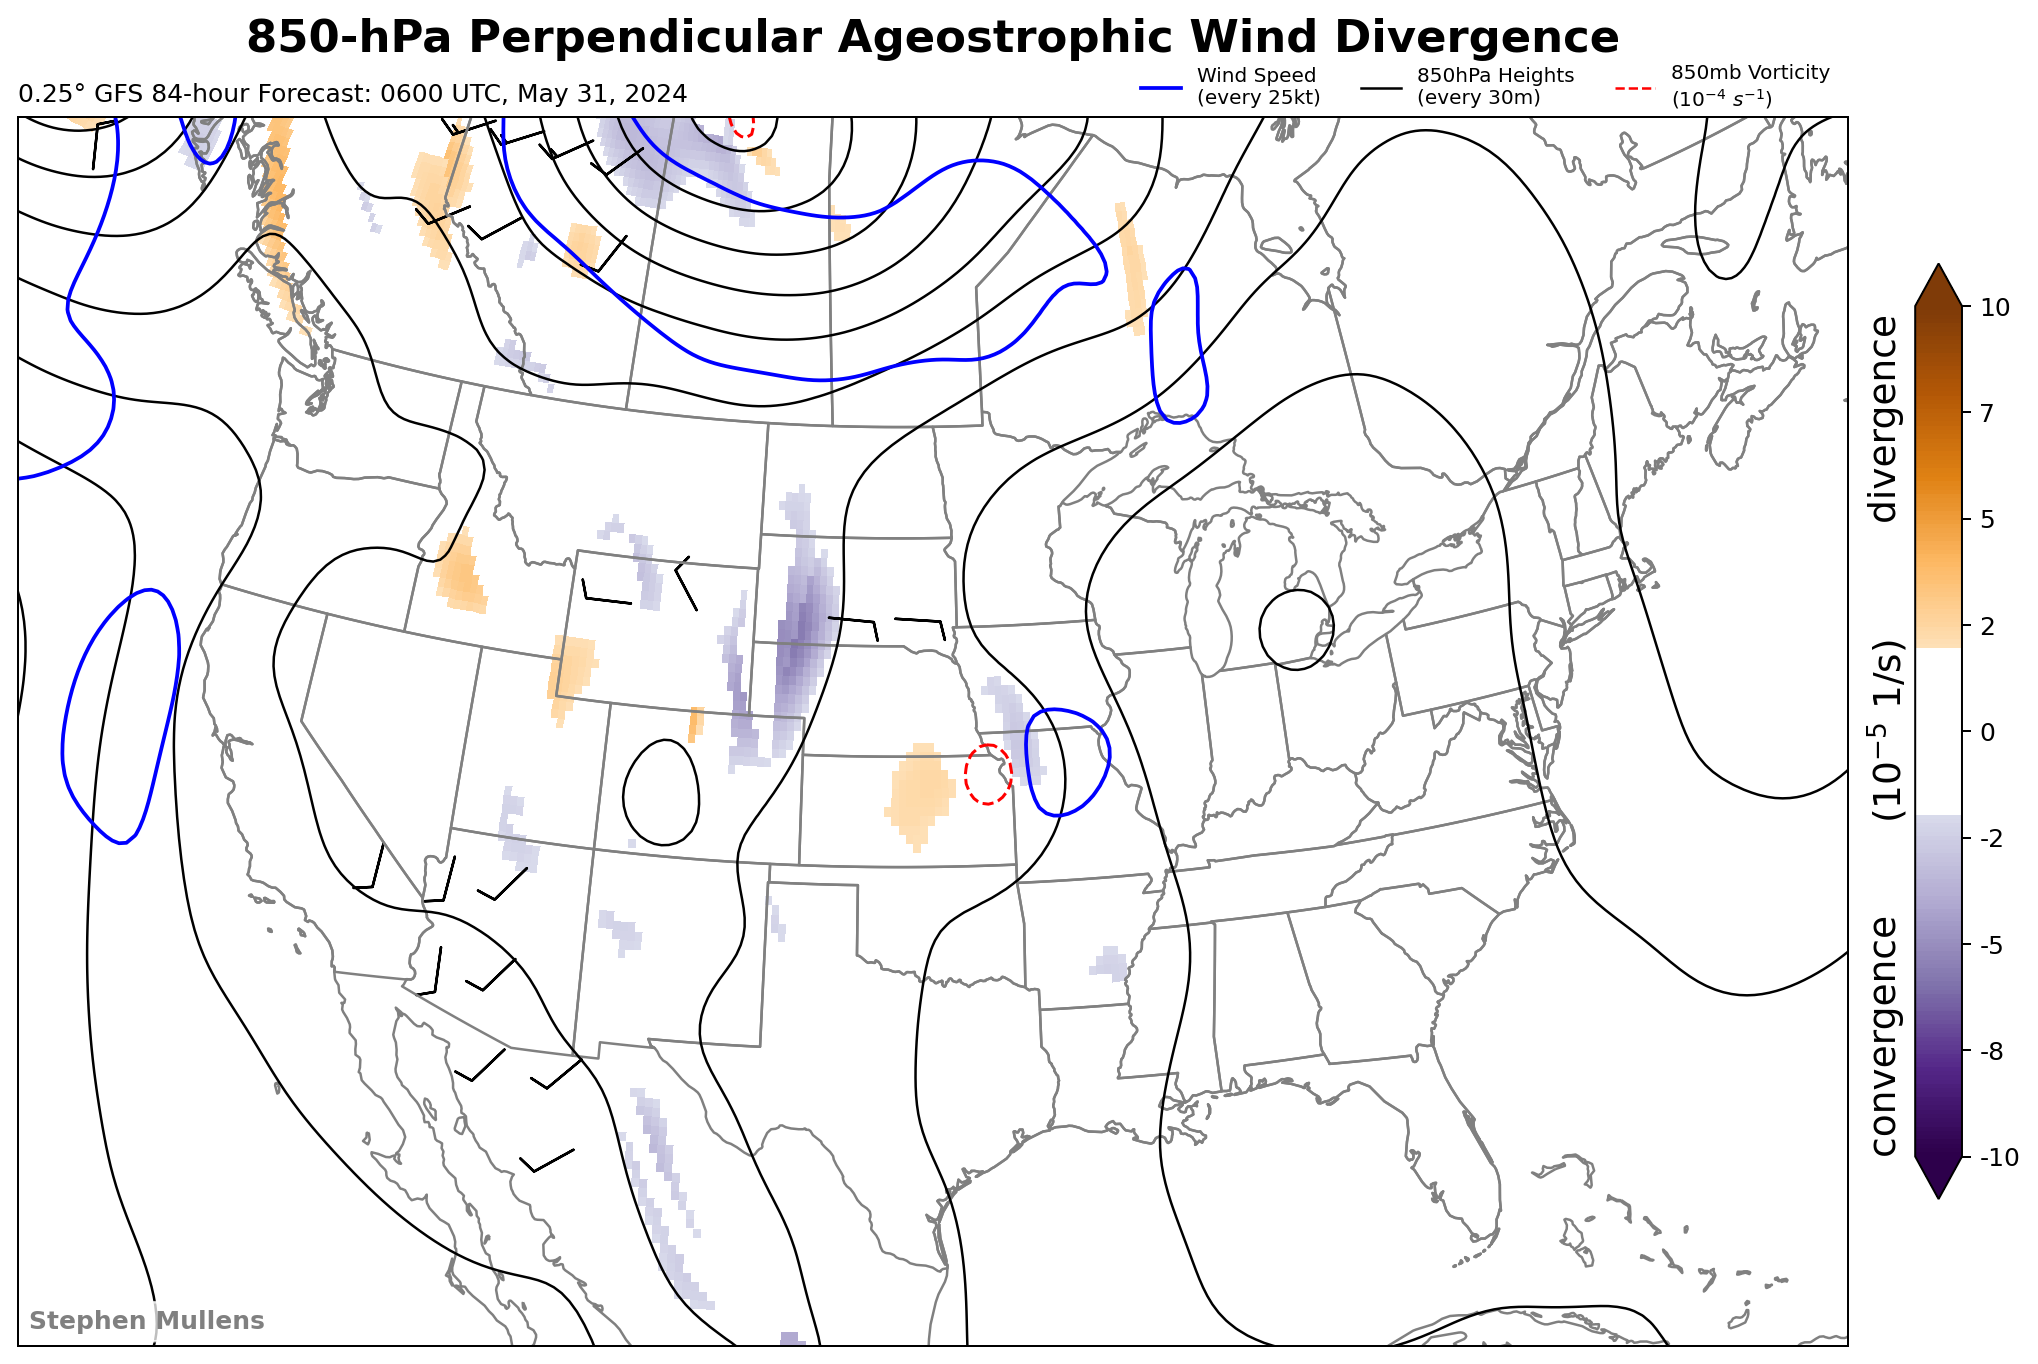 850-hPa Perpendicular Ageostrophic Wind Divergence
0.25° GFS 84-hour Forecast: 0600 UTC, May 31, 2024
Wind Speed
(every 25kt)
850hPa Heights
(every 30m)
850mb Vorticity
(10⁻⁴ s⁻¹)
10
7
5
2
0
-2
-5
-8
-10
convergence (10⁻⁵ 1/s) divergence
Stephen Mullens